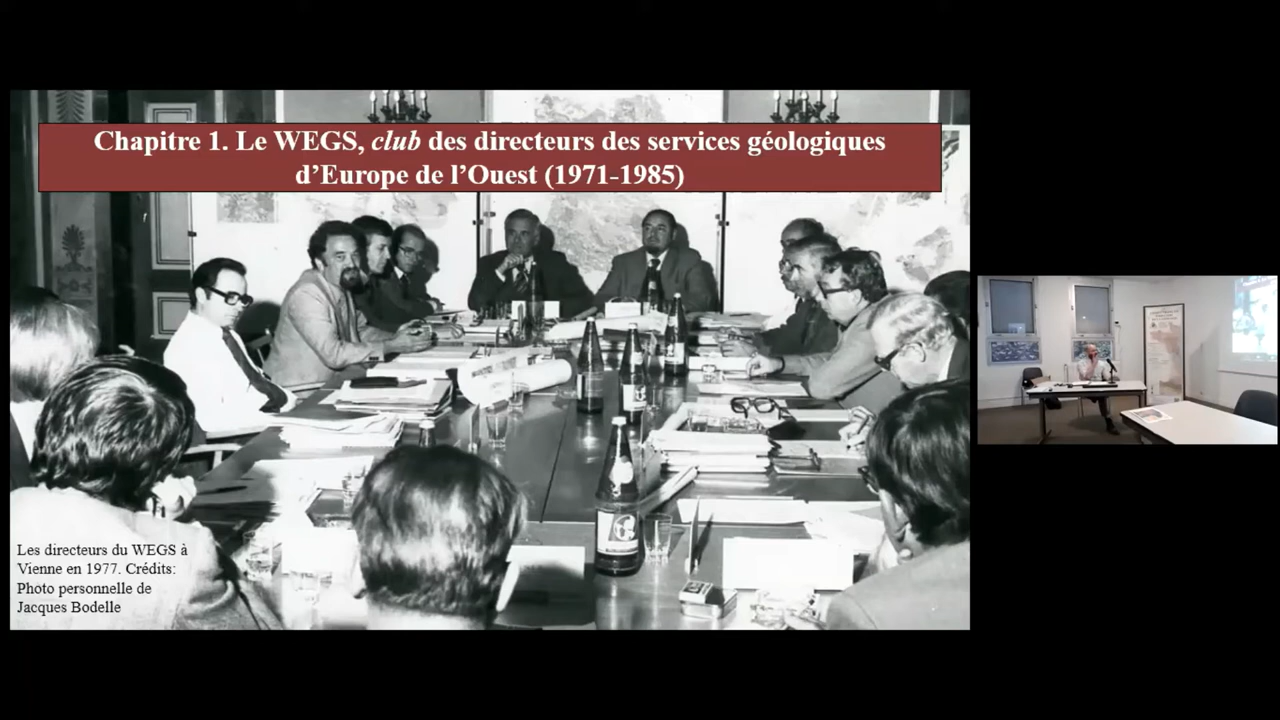 Chapitre 1. Le WEGS, club des directeurs des services géologiques
d’Europe de l’Ouest (1971-1985)
Les directeurs du WEGS à
Vienne en 1977. Crédits:
Photo personnelle de
Jacques Bodelle